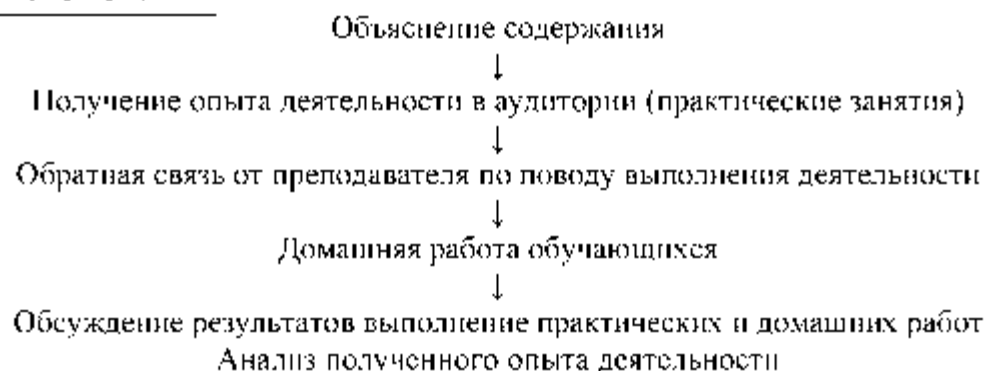 Объяснение содержания
↓
Получение опыта деятельности в аудитории (практические занятия)
↓
Обратная связь от преподавателя по поводу выполнения деятельности
↓
Домашняя работа обучающихся
↓
Обсуждение результатов выполнение практических и домашних работ
Анализ полученного опыта деятельности